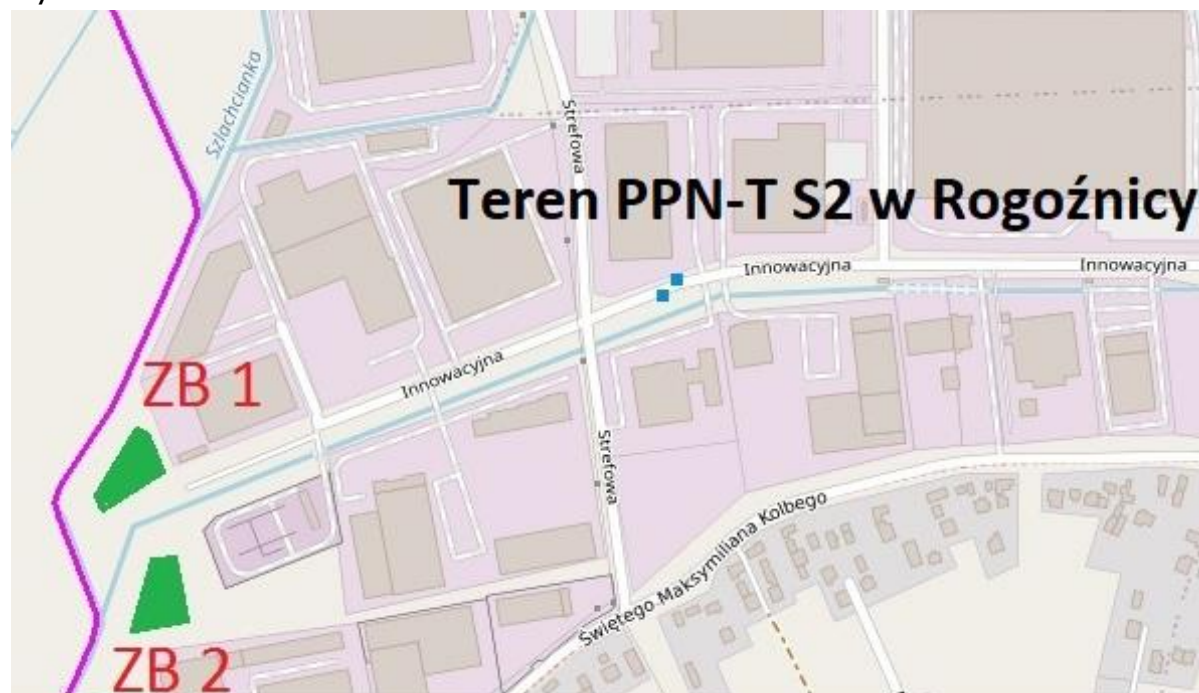 Szlachcianka
Strefowa
Teren PPN-T S2 w Rogoźnicy
Innowacyjna
Innowacyjna
Innowacyjna
ZB 1
Strefowa
Świętego Maksymiliana Kolbego
ZB 2